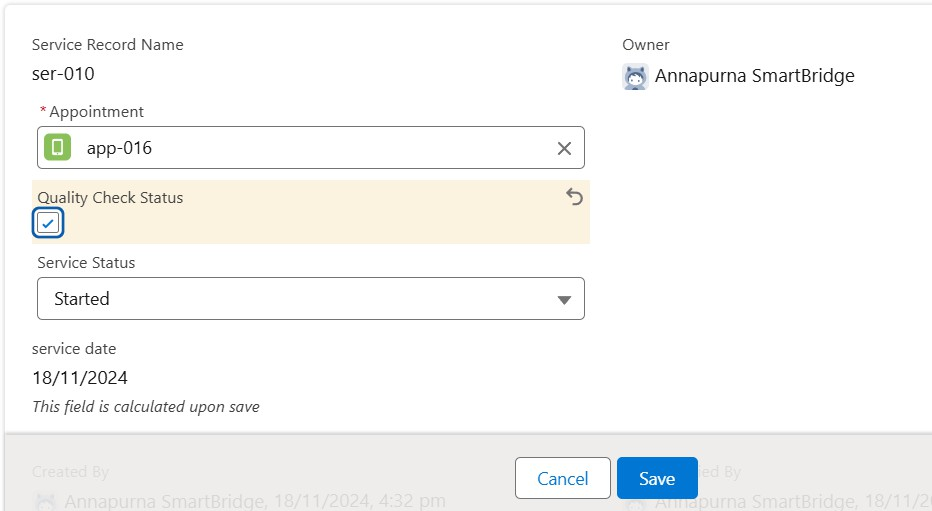 Service Record Name
ser-010
Owner
Annapurna SmartBridge
*Appointment
app-016
Quality Check Status
Service Status
Started
service date
18/11/2024
This field is calculated upon save
Created By
Annapurna SmartBridge, 18/11/2024, 4:32 pm
Cancel
Save
ed By
Annapurna SmartBridge, 18/11/2